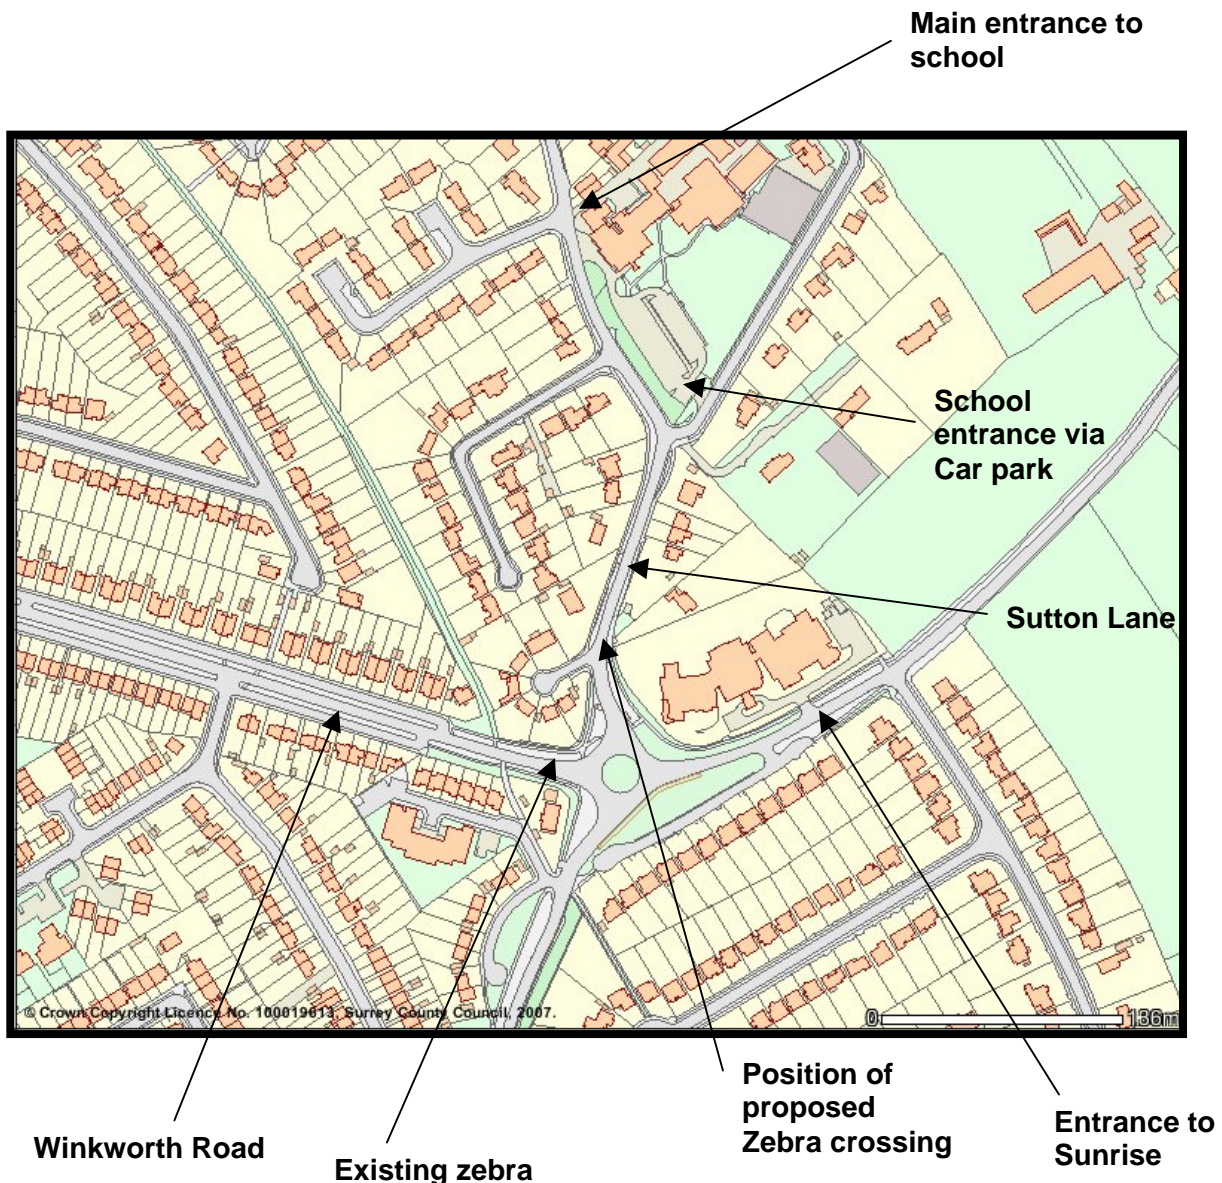 Main entrance to
school
School
entrance via
Car park
Sutton Lane
© Crown Copyright Licence No. 100019613, Surrey County Council, 2007.
0 136m
Winkworth Road
Existing zebra
Position of
proposed
Zebra crossing
Entrance to
Sunrise